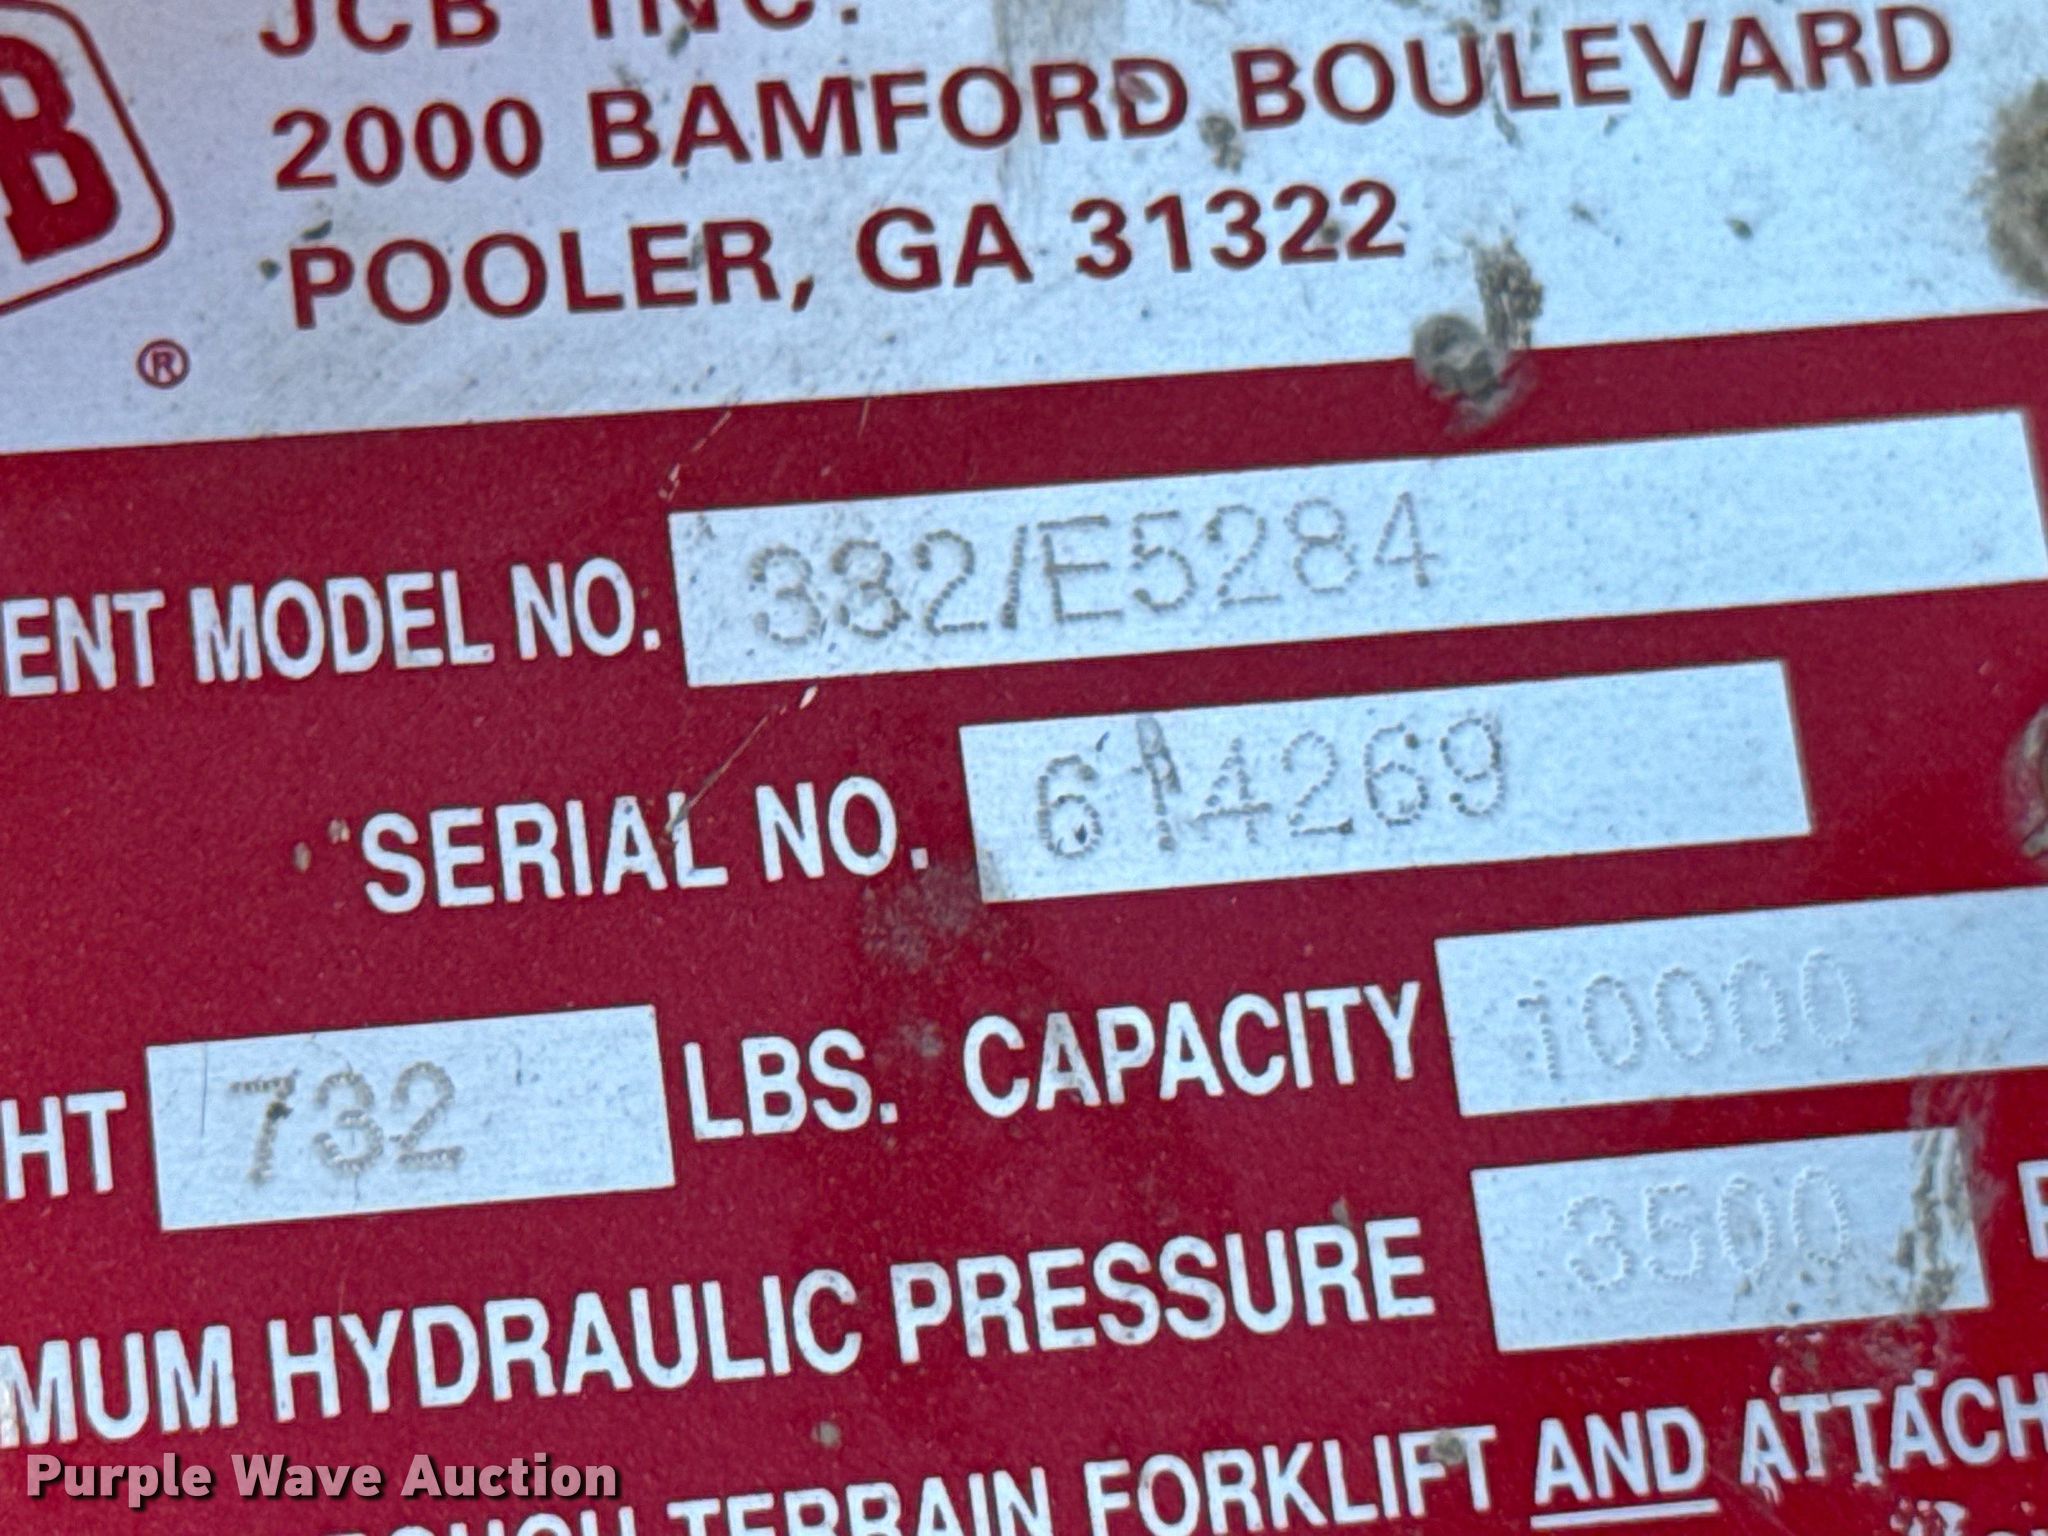 JCB INC.
2000 BAMFORD BOULEVARD
POOLER, GA 31322
B
®
ENT MODEL NO. 332/E5284
SERIAL NO. 614269
HT 732 LBS. CAPACITY 10000
MUM HYDRAULIC PRESSURE 3500
TERRAIN FORKLIFT AND ATTACH
Purple Wave Auction